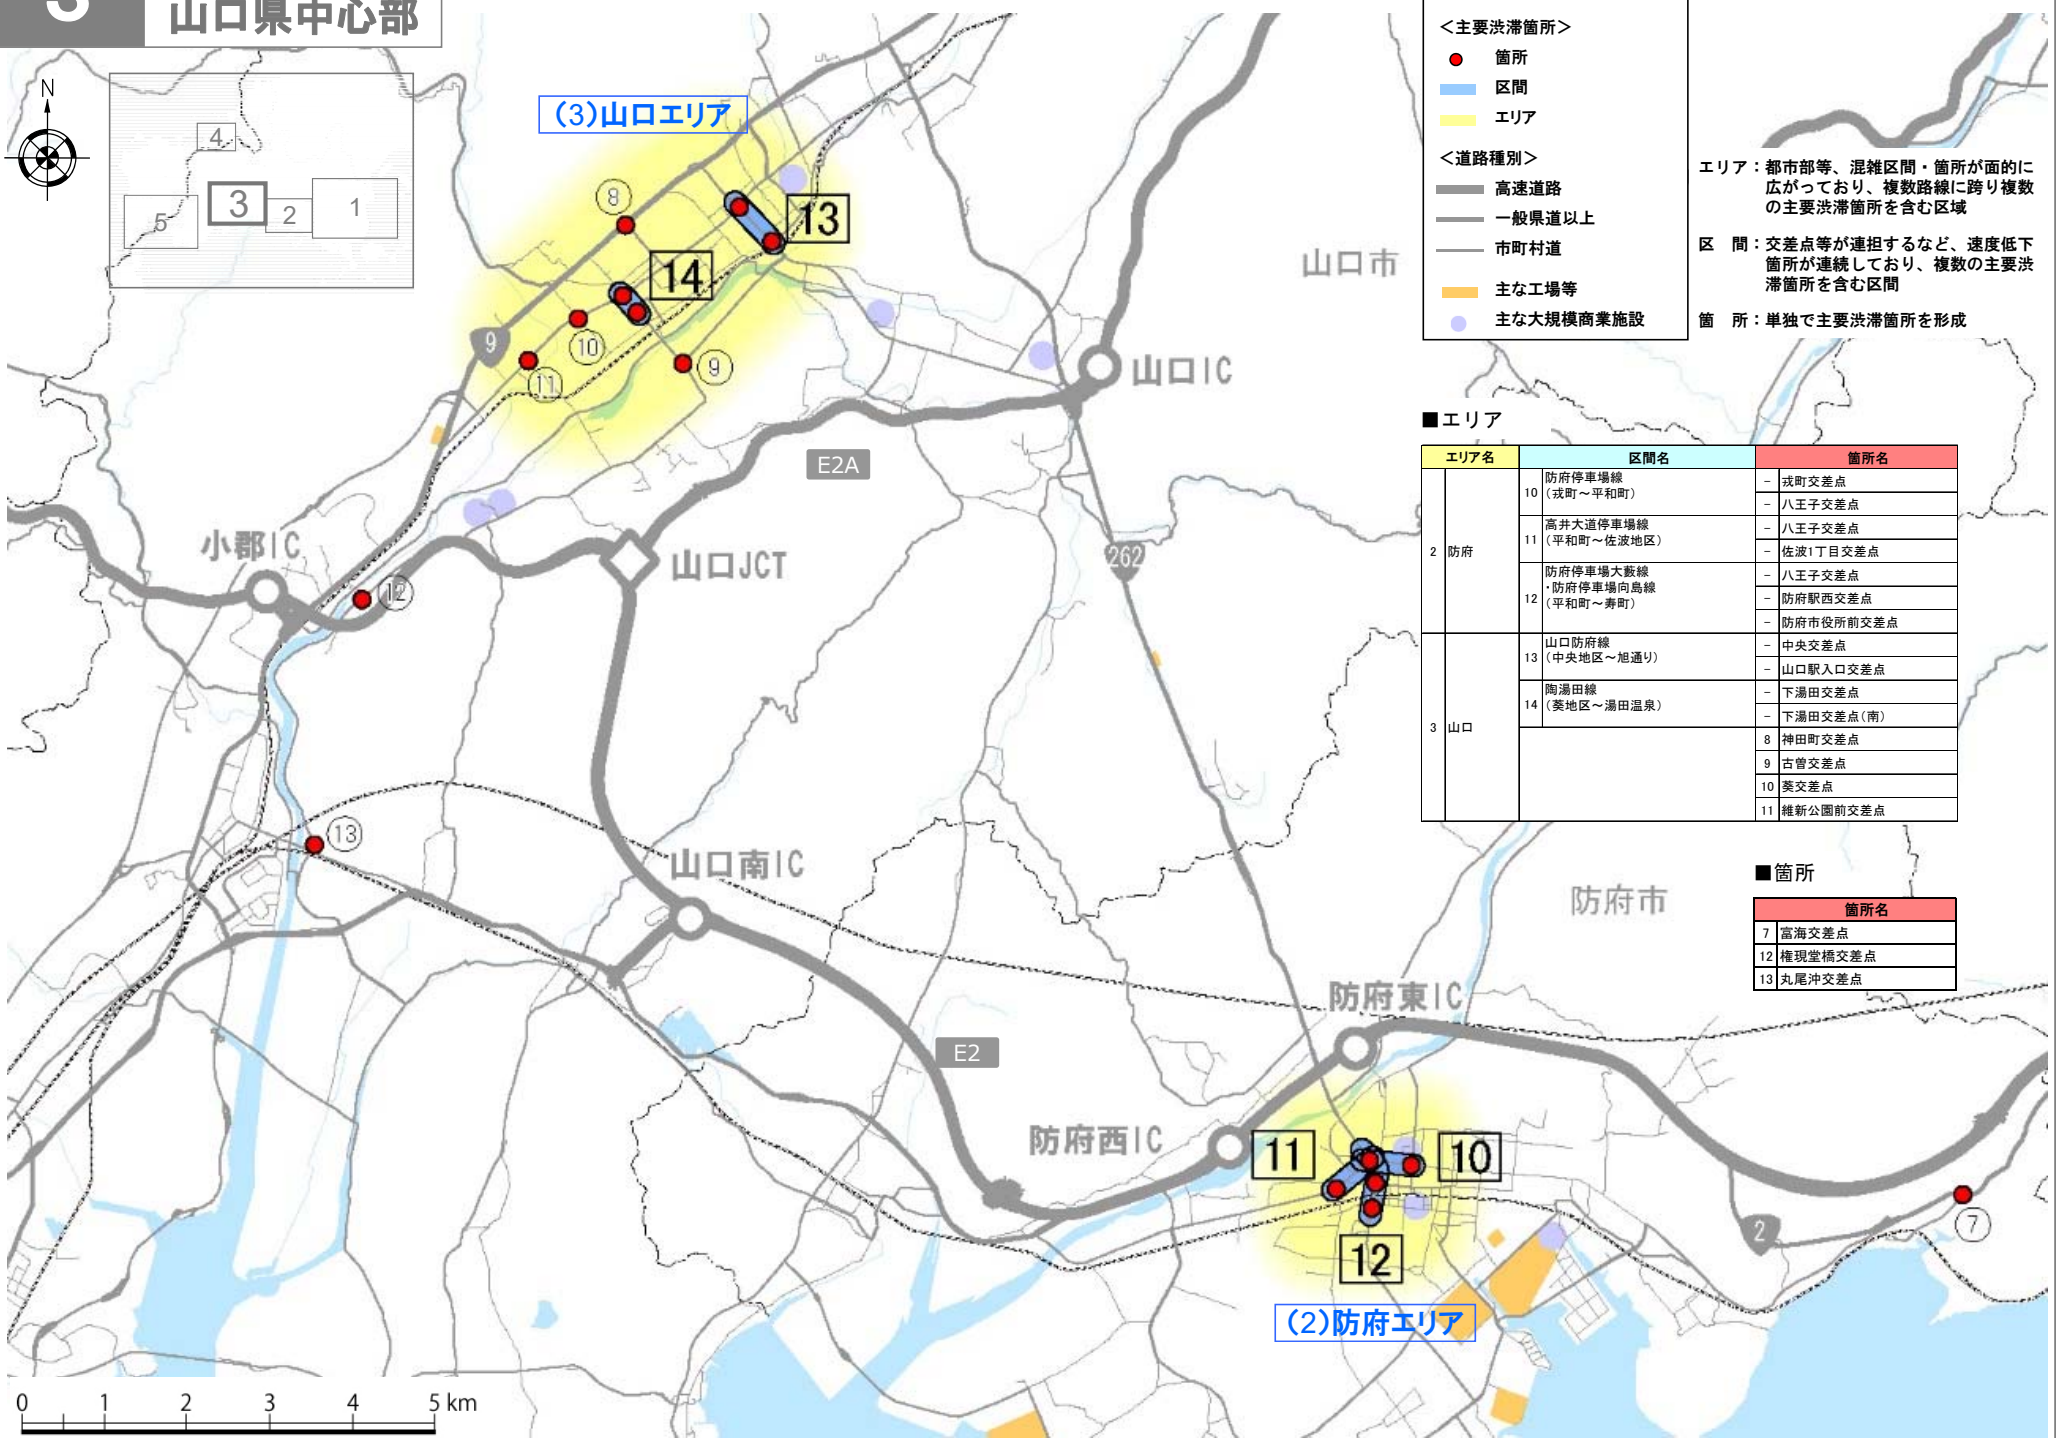 3
山口県中心部
N
4
3
5
2
1
(3)山口エリア
8
13
14
9
10
11
9
山口市
山口IC
E2A
小郡IC
12
山口JCT
262
13
山口南IC
防府市
防府東IC
E2
防府西IC
11
10
12
2
7
(2)防府エリア
0 1 2 3 4 5 km
<主要渋滞箇所>
箇所
区間
エリア
<道路種別>
高速道路
一般県道以上
市町村道
主な工場等
主な大規模商業施設
エリア：都市部等、混雑区間・箇所が面的に
広がっており、複数路線に跨り複数
の主要渋滞箇所を含む区域
区　間：交差点等が連担するなど、速度低下
箇所が連続しており、複数の主要渋
滞箇所を含む区間
箇　所：単独で主要渋滞箇所を形成
■エリア
エリア名 区間名 箇所名
2 防府
10 防府停車場線
(戎町～平和町)
- 戎町交差点
- 八王子交差点
11 高井大道停車場線
(平和町～佐波地区)
- 八王子交差点
- 佐波1丁目交差点
12 防府停車場大藪線
・防府停車場向島線
(平和町～寿町)
- 八王子交差点
- 防府駅西交差点
- 防府市役所前交差点
3 山口
13 山口防府線
(中央地区～旭通り)
- 中央交差点
- 山口駅入口交差点
14 陶湯田線
(葵地区～湯田温泉)
- 下湯田交差点
- 下湯田交差点(南)
8 神田町交差点
9 古曽交差点
10 葵交差点
11 維新公園前交差点
■箇所
箇所名
7 富海交差点
12 権現堂橋交差点
13 丸尾沖交差点